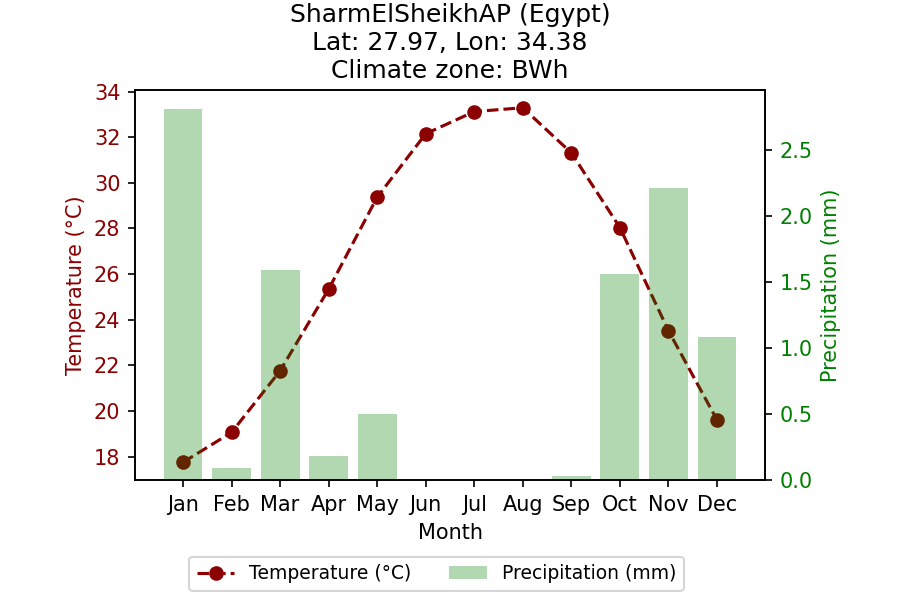 SharmElSheikhAP (Egypt)
Lat: 27.97, Lon: 34.38
Climate zone: BWh
34
32
30
28
26
24
22
20
18
Temperature (°C)
2.5
2.0
1.5
1.0
0.5
0.0
Precipitation (mm)
Jan Feb Mar Apr May Jun Jul Aug Sep Oct Nov Dec
Month
Temperature (°C) Precipitation (mm)